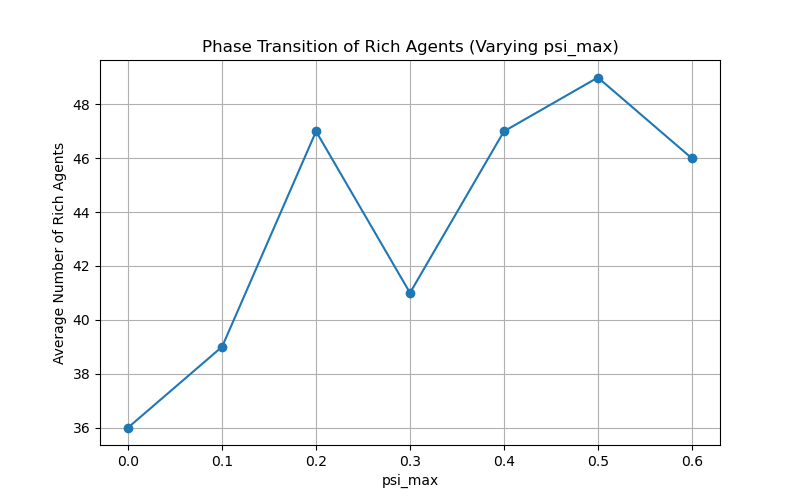 Phase Transition of Rich Agents (Varying psi_max)
Average Number of Rich Agents
48
46
44
42
40
38
36
0.0 0.1 0.2 0.3 0.4 0.5 0.6
psi_max